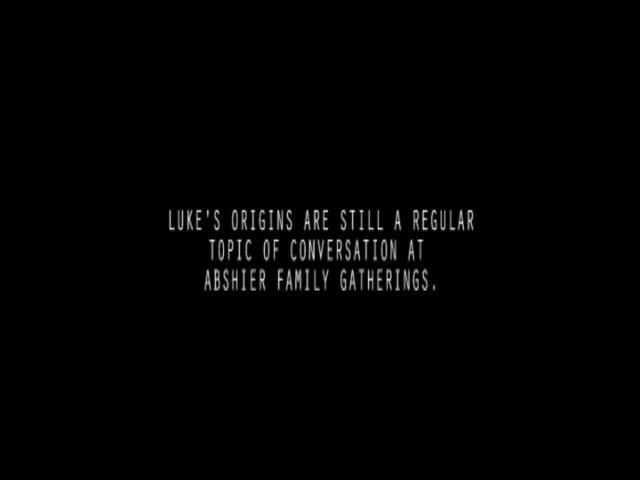 LUKE'S ORIGINS ARE STILL A REGULAR
TOPIC OF CONVERSATION AT
ABSHIER FAMILY GATHERINGS.